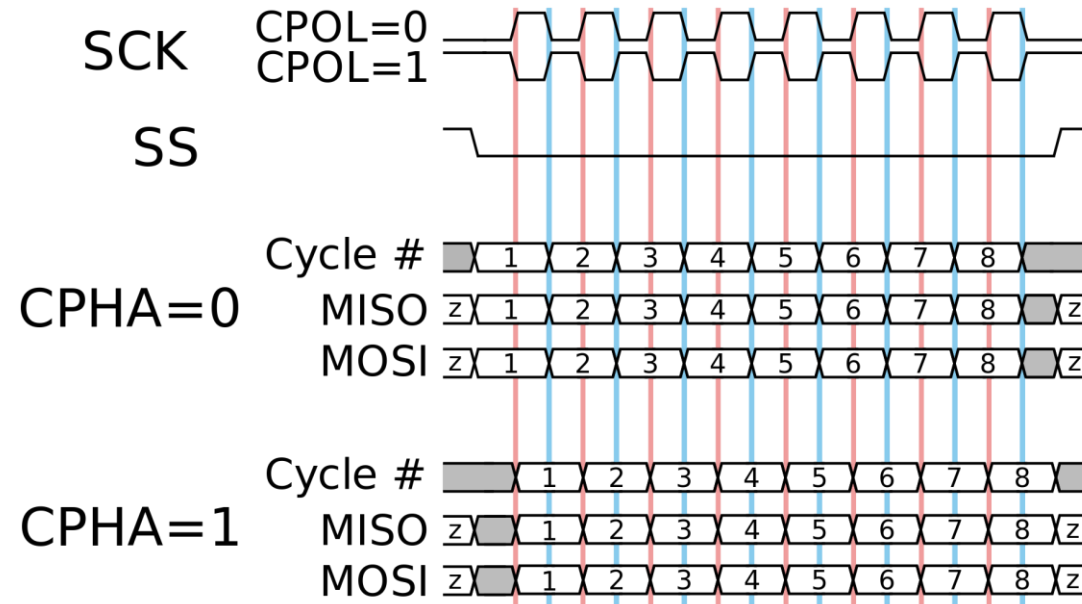 SCK CPOL=0
CPOL=1
SS
Cycle # 1 2 3 4 5 6 7 8
CPHA=0
MISO z 1 2 3 4 5 6 7 8 z
MOSI z 1 2 3 4 5 6 7 8 z
Cycle # 1 2 3 4 5 6 7 8
CPHA=1
MISO z 1 2 3 4 5 6 7 8 z
MOSI z 1 2 3 4 5 6 7 8 z